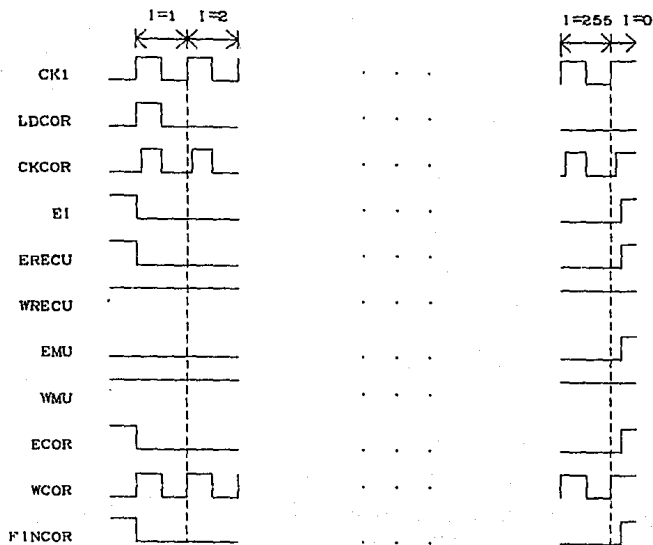 I=1 I=2 I=255 I=0
CK1
LDCOR
CKCOR
EI
ERECU
WRECU
EMU
WMU
ECOR
WCOR
FINCOR